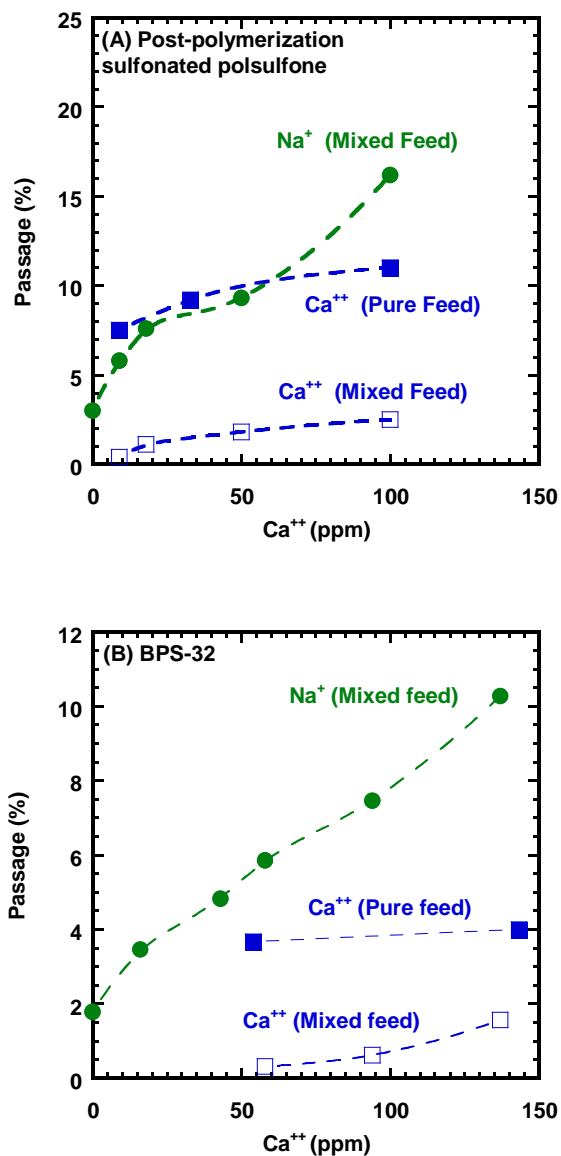 (A) Post-polymerization
sulfonated polsulfone
25
20
15
10
5
0
Passage (%)
Na⁺ (Mixed Feed)
Ca⁺⁺ (Pure Feed)
Ca⁺⁺ (Mixed Feed)
0 50 100 150
Ca⁺⁺ (ppm)
(B) BPS-32
12
10
8
6
4
2
0
Passage (%)
Na⁺ (Mixed feed)
Ca⁺⁺ (Pure feed)
Ca⁺⁺ (Mixed feed)
0 50 100 150
Ca⁺⁺ (ppm)